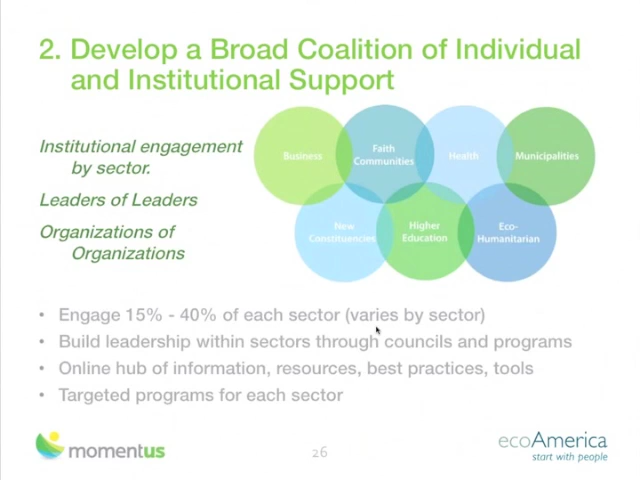 2. Develop a Broad Coalition of Individual
and Institutional Support
Institutional engagement
by sector.
Leaders of Leaders
Organizations of
Organizations
Business
Faith
Communities
Health
Municipalities
New
Constituencies
Higher
Education
Eco-
Humanitarian
• Engage 15% - 40% of each sector (varies by sector)
• Build leadership within sectors through councils and programs
• Online hub of information, resources, best practices, tools
• Targeted programs for each sector
momentus
26
ecoAmerica
start with people